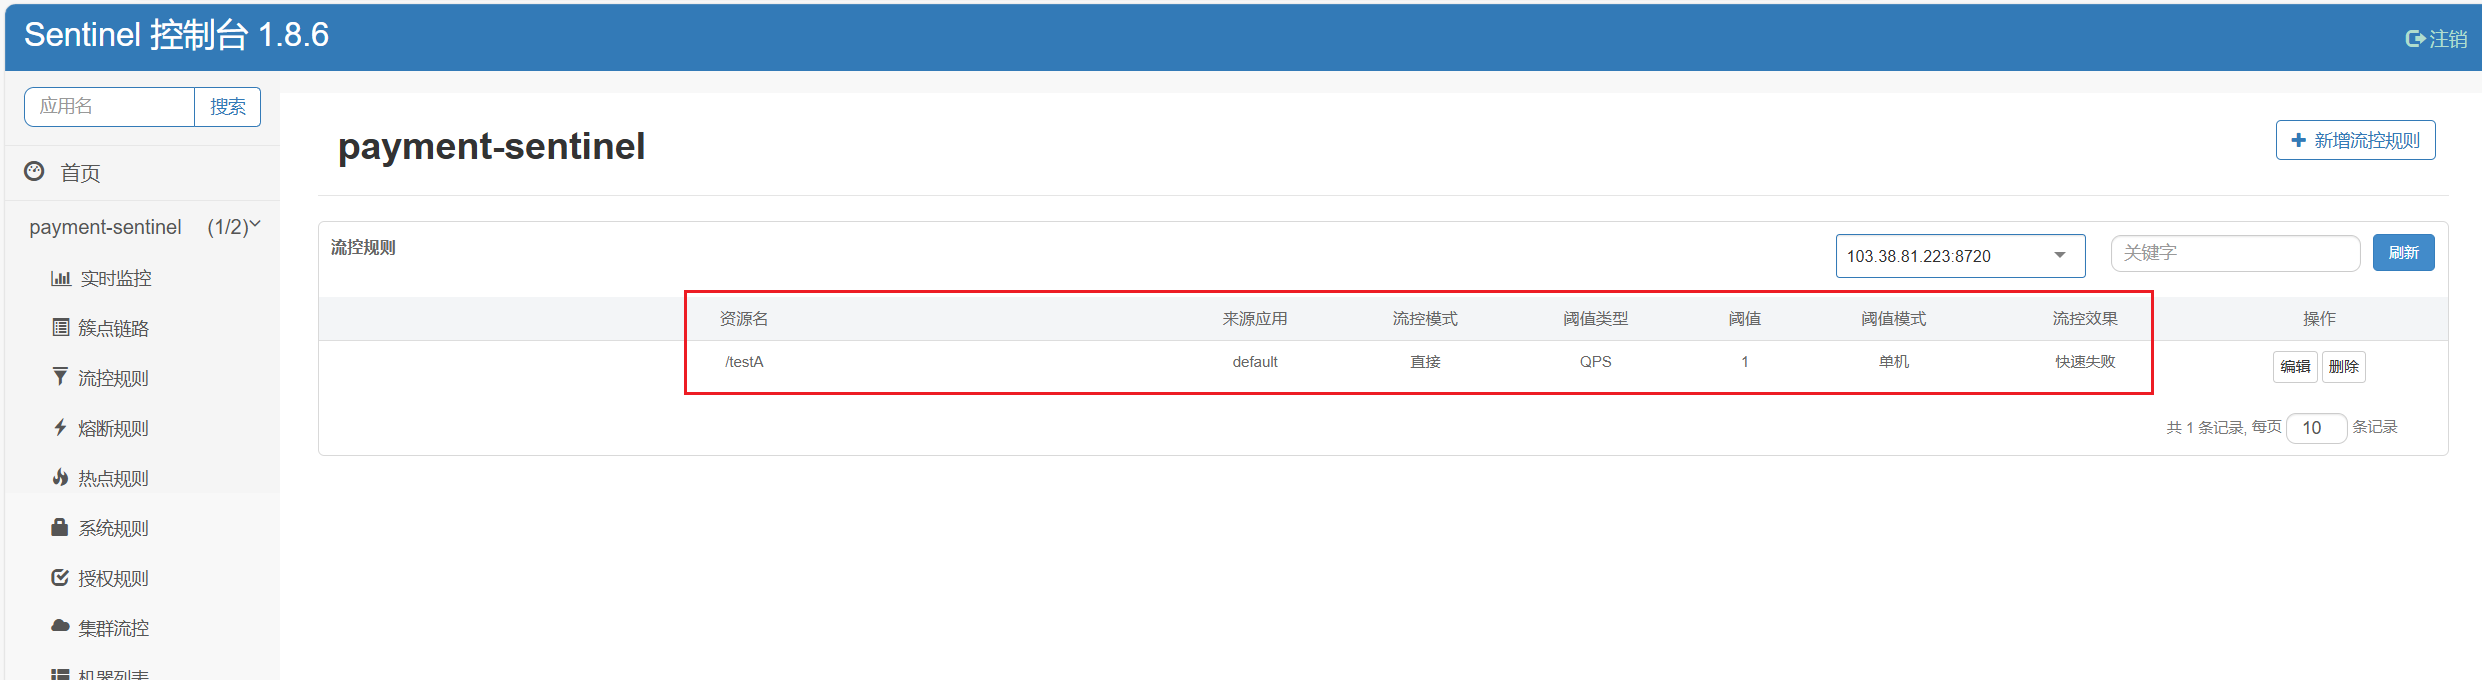 Sentinel 控制台 1.8.6
注销
应用名
搜索
首页
payment-sentinel (1/2)
实时监控
簇点链路
流控规则
熔断规则
热点规则
系统规则
授权规则
集群流控
机器列表
payment-sentinel
新增流控规则
流控规则
103.38.81.223:8720
关键字
刷新
资源名 来源应用 流控模式 阈值类型 阈值 阈值模式 流控效果 操作
/testA default 直接 QPS 1 单机 快速失败 编辑 删除
共 1 条记录, 每页 10 条记录